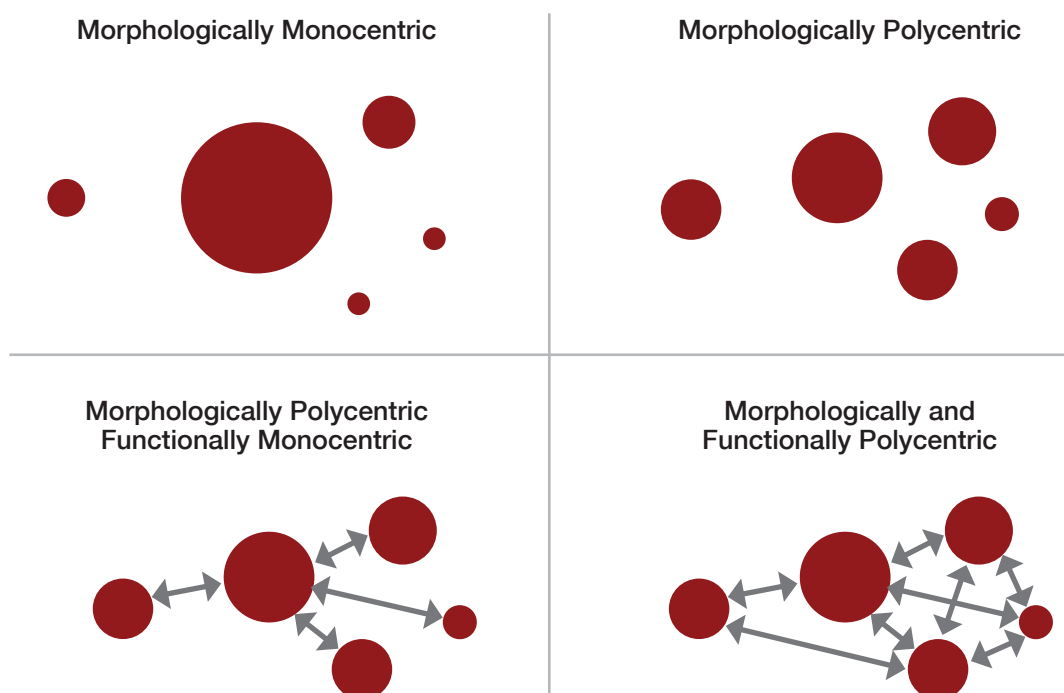 Morphologically Monocentric
Morphologically Polycentric
Morphologically Polycentric
Functionally Monocentric
Morphologically and
Functionally Polycentric